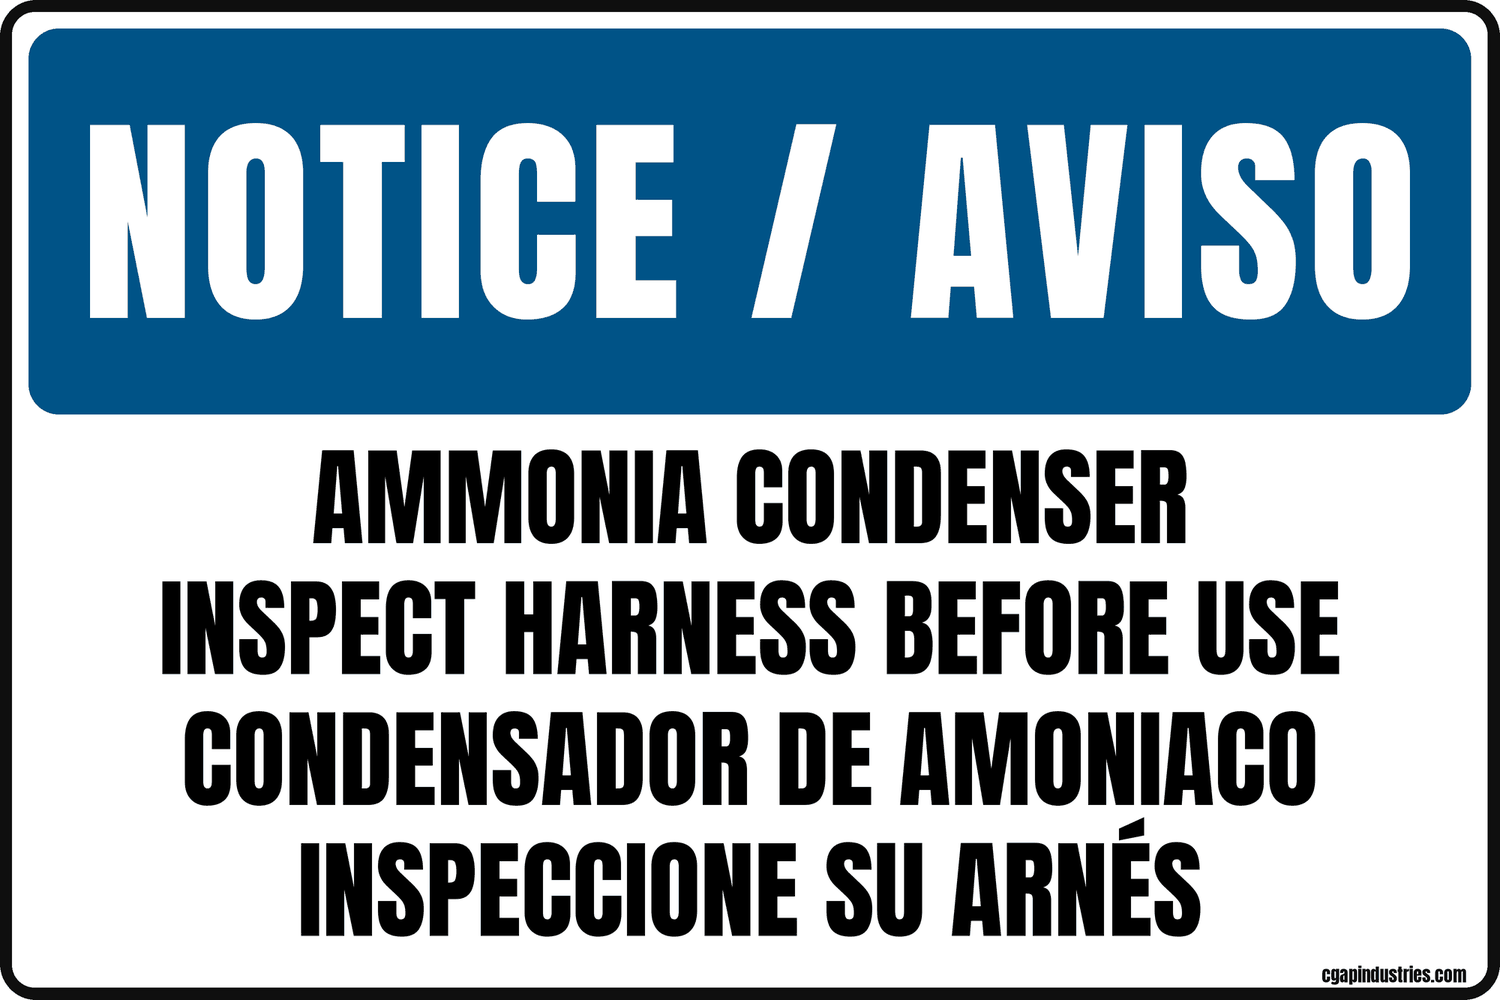 NOTICE / AVISO
AMMONIA CONDENSER
INSPECT HARNESS BEFORE USE
CONDENSADOR DE AMONIACO
INSPECCIONE SU ARNÉS
cgapindustries.com